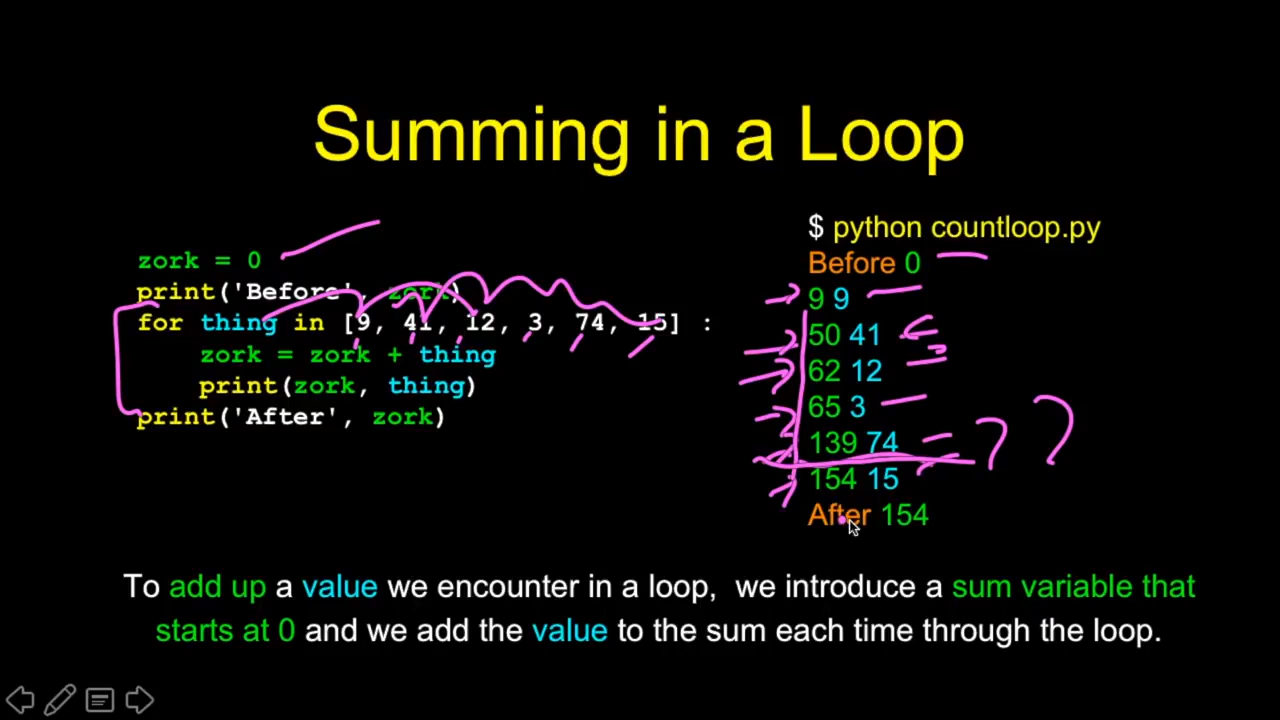 Summing in a Loop
zork = 0
print('Before', zork)
for thing in [9, 41, 12, 3, 74, 15] :
    zork = zork + thing
    print(zork, thing)
print('After', zork)
$ python countloop.py
Before 0
9 9
50 41
62 12
65 3
139 74
154 15
After 154
To add up a value we encounter in a loop,  we introduce a sum variable that
starts at 0 and we add the value to the sum each time through the loop.